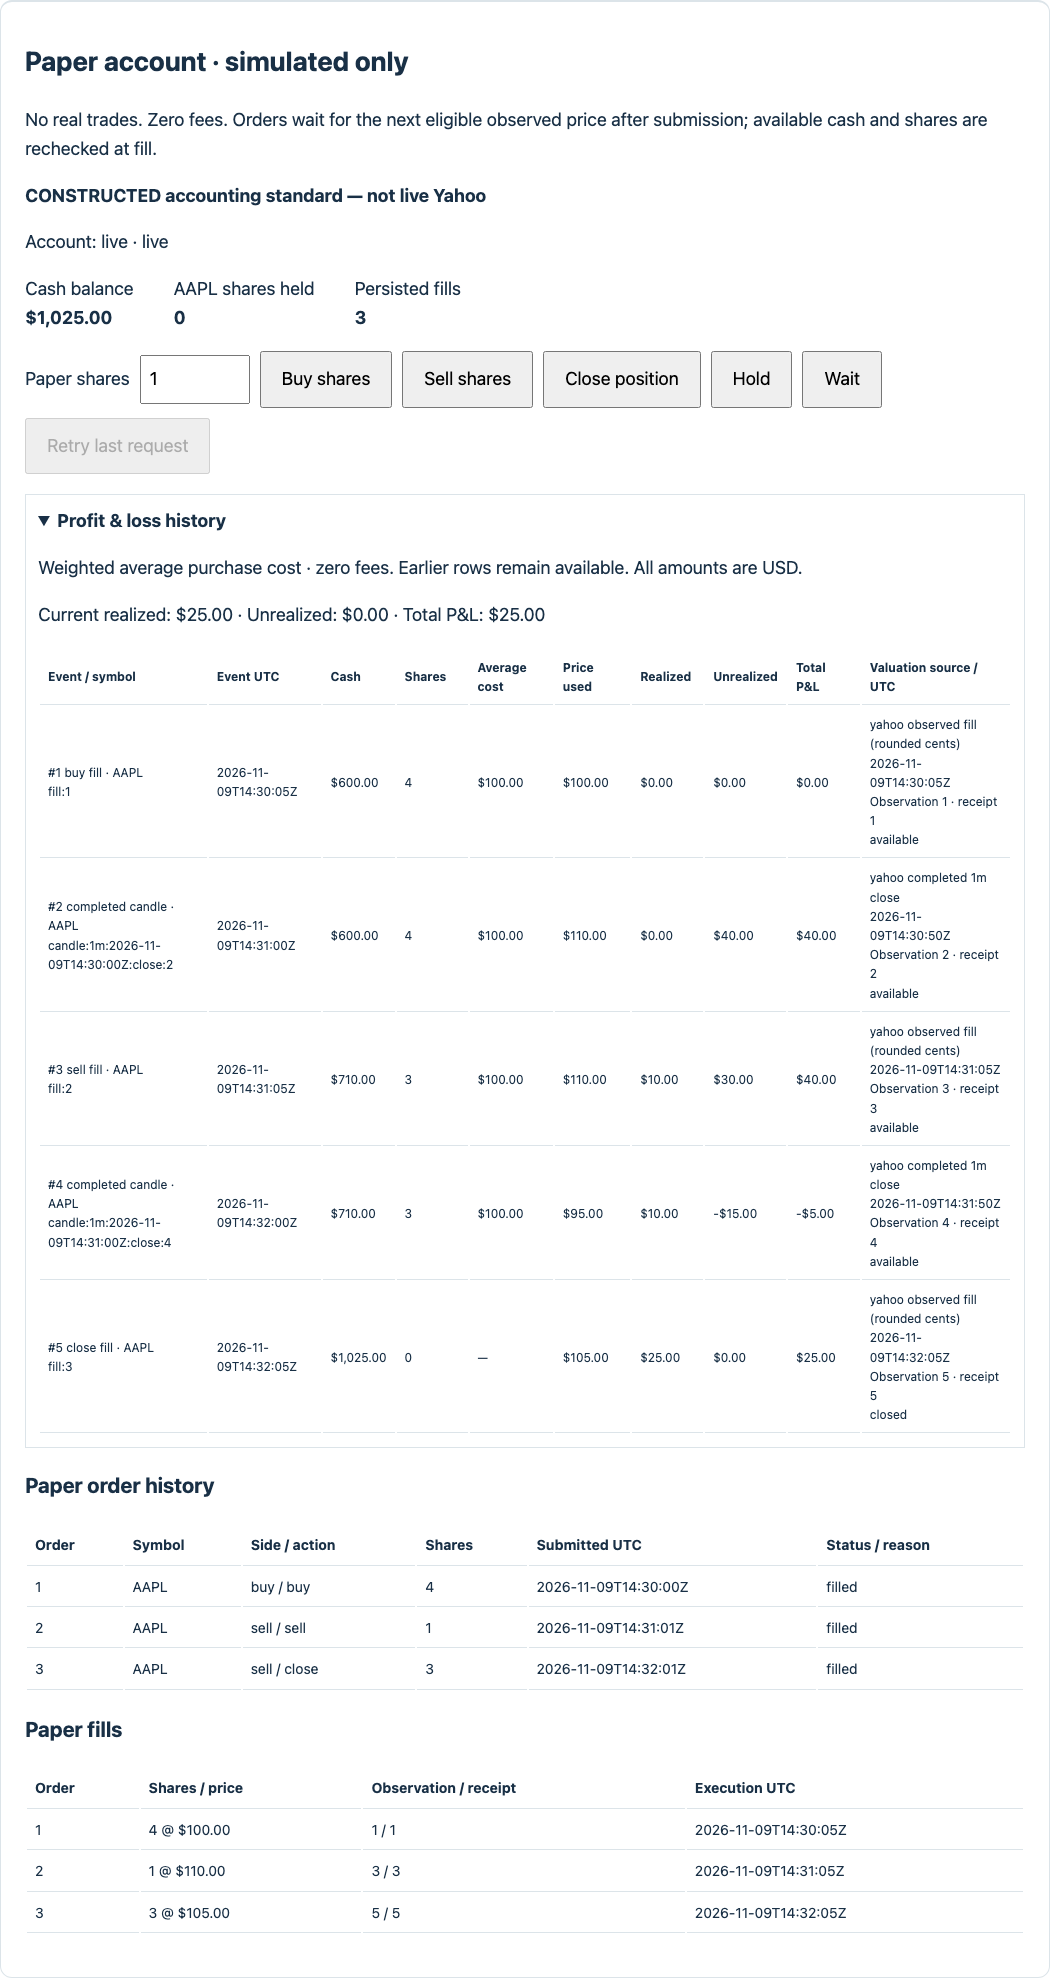 Paper account · simulated only
No real trades. Zero fees. Orders wait for the next eligible observed price after submission; available cash and shares are
rechecked at fill.
CONSTRUCTED accounting standard — not live Yahoo
Account: live · live
Cash balance AAPL shares held Persisted fills
$1,025.00 0 3
Paper shares 1 Buy shares Sell shares Close position Hold Wait
Retry last request
▼ Profit & loss history
Weighted average purchase cost · zero fees. Earlier rows remain available. All amounts are USD.
Current realized: $25.00 · Unrealized: $0.00 · Total P&L: $25.00
Event / symbol Event UTC Cash Shares Average cost Price used Realized Unrealized Total P&L Valuation source / UTC
#1 buy fill · AAPL
fill:1
2026-11-
09T14:30:05Z
$600.00 4 $100.00 $100.00 $0.00 $0.00 $0.00
yahoo observed fill
(rounded cents)
2026-11-
09T14:30:05Z
Observation 1 · receipt
1
available
#2 completed candle ·
AAPL
candle:1m:2026-11-
09T14:30:00Z:close:2
2026-11-
09T14:31:00Z
$600.00 4 $100.00 $110.00 $0.00 $40.00 $40.00
yahoo completed 1m
close
2026-11-
09T14:30:50Z
Observation 2 · receipt
2
available
#3 sell fill · AAPL
fill:2
2026-11-
09T14:31:05Z
$710.00 3 $100.00 $110.00 $10.00 $30.00 $40.00
yahoo observed fill
(rounded cents)
2026-11-09T14:31:05Z
Observation 3 · receipt
3
available
#4 completed candle ·
AAPL
candle:1m:2026-11-
09T14:31:00Z:close:4
2026-11-
09T14:32:00Z
$710.00 3 $100.00 $95.00 $10.00 -$15.00 -$5.00
yahoo completed 1m
close
2026-11-09T14:31:50Z
Observation 4 · receipt
4
available
#5 close fill · AAPL
fill:3
2026-11-
09T14:32:05Z
$1,025.00 0 — $105.00 $25.00 $0.00 $25.00
yahoo observed fill
(rounded cents)
2026-11-
09T14:32:05Z
Observation 5 · receipt
5
closed
Paper order history
Order Symbol Side / action Shares Submitted UTC Status / reason
1 AAPL buy / buy 4 2026-11-09T14:30:00Z filled
2 AAPL sell / sell 1 2026-11-09T14:31:01Z filled
3 AAPL sell / close 3 2026-11-09T14:32:01Z filled
Paper fills
Order Shares / price Observation / receipt Execution UTC
1 4 @ $100.00 1 / 1 2026-11-09T14:30:05Z
2 1 @ $110.00 3 / 3 2026-11-09T14:31:05Z
3 3 @ $105.00 5 / 5 2026-11-09T14:32:05Z